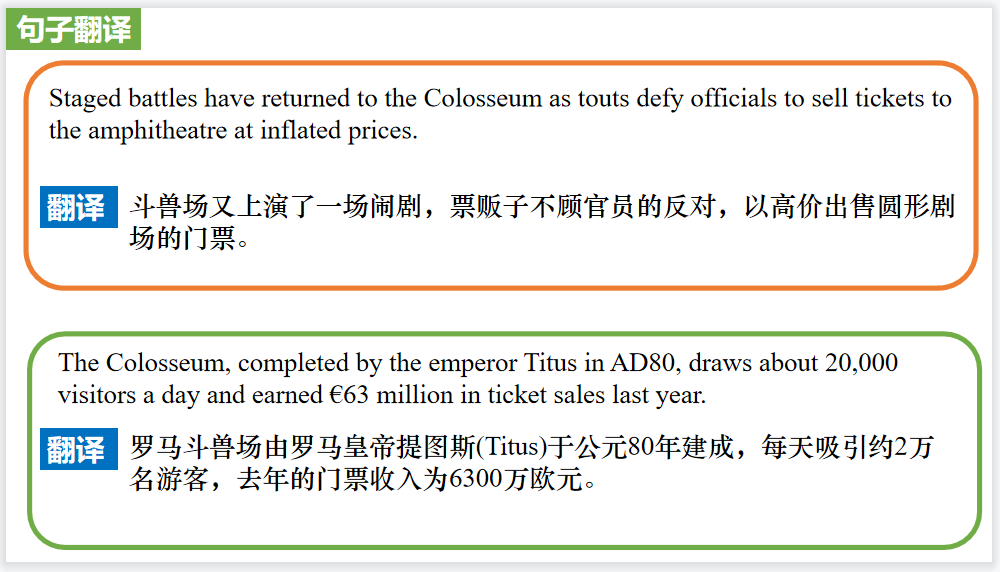 句子翻译
Staged battles have returned to the Colosseum as touts defy officials to sell tickets to
the amphitheatre at inflated prices.
翻译
斗兽场又上演了一场闹剧，票贩子不顾官员的反对，以高价出售圆形剧
场的门票。
The Colosseum, completed by the emperor Titus in AD80, draws about 20,000
visitors a day and earned €63 million in ticket sales last year.
翻译
罗马斗兽场由罗马皇帝提图斯(Titus)于公元80年建成，每天吸引约2万
名游客，去年的门票收入为6300万欧元。